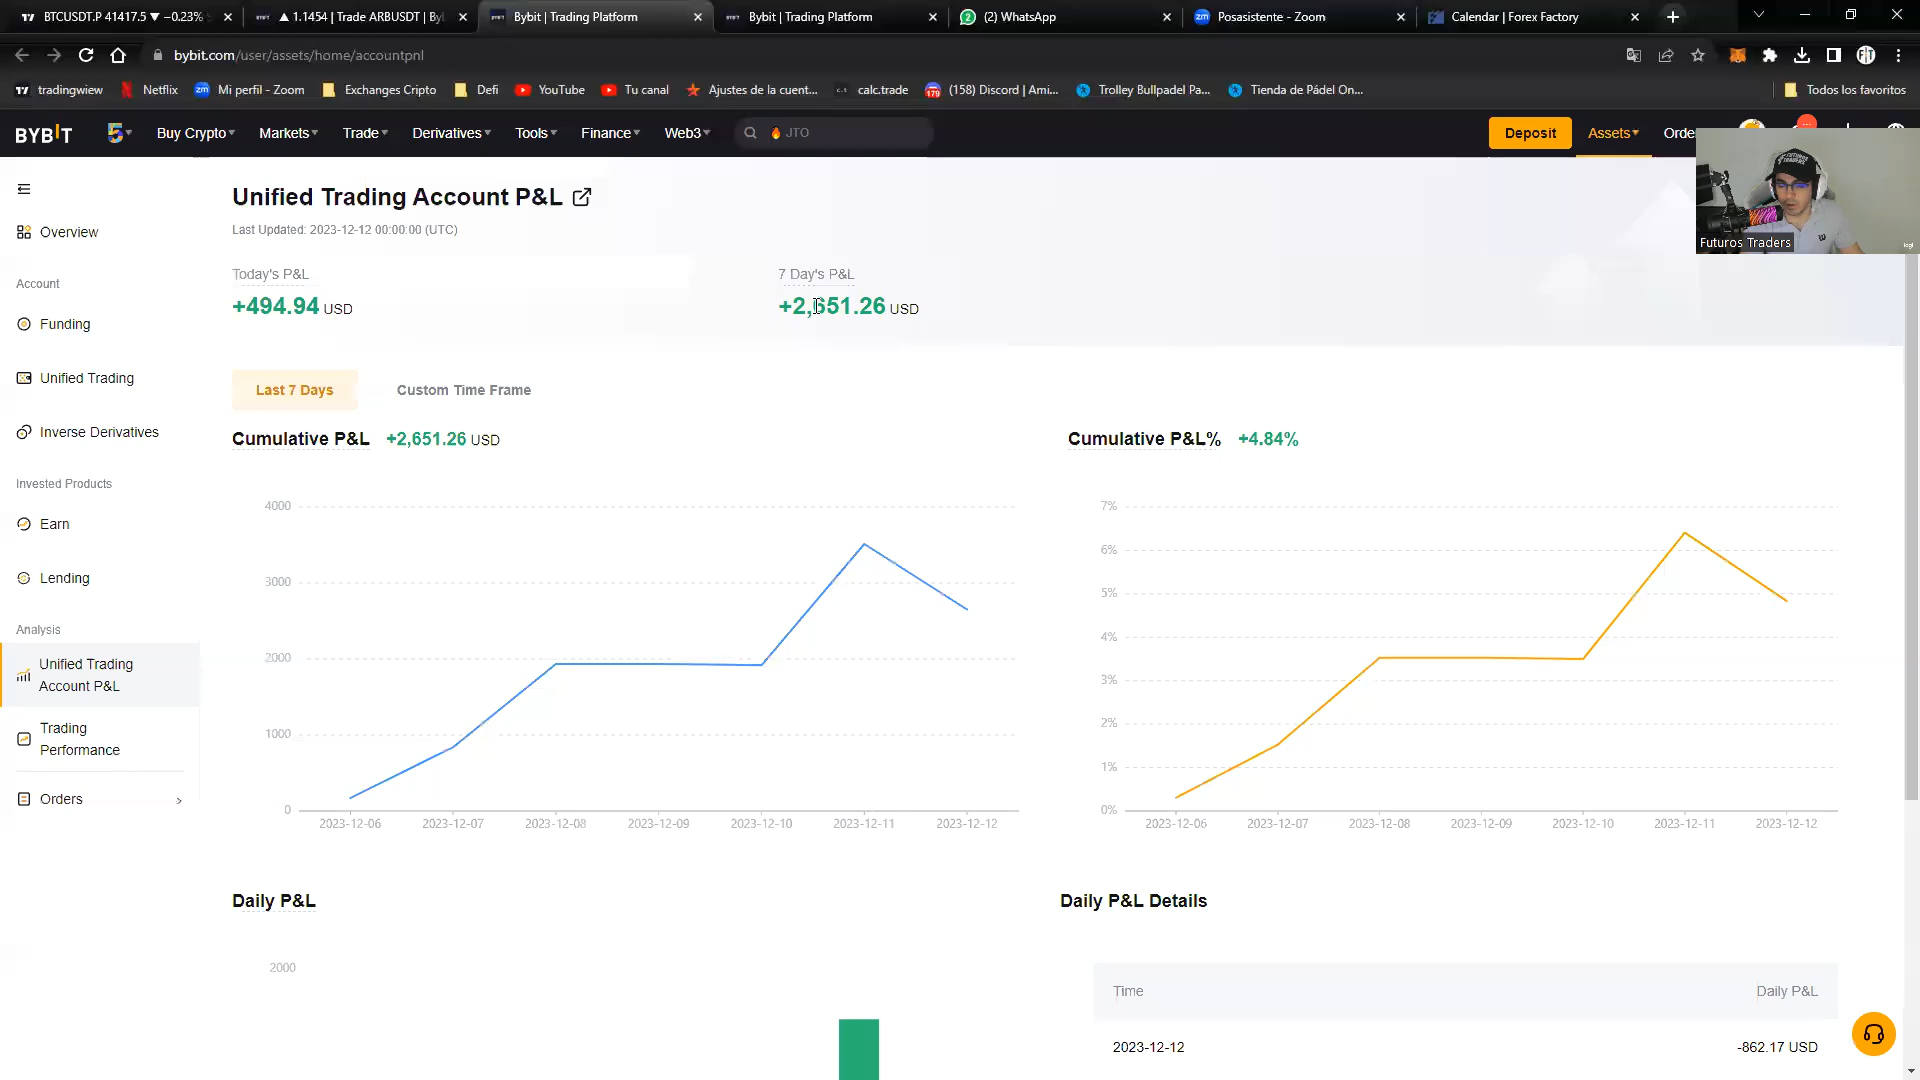 BTCUSDT.P 41417.5 ▼ −0.23%
▲ 1.1454 | Trade ARBUSDT | By
Bybit | Trading Platform
Bybit | Trading Platform
(2) WhatsApp
Posasistente - Zoom
Calendar | Forex Factory
bybit.com/user/assets/home/accountpnl
tradingwiew
Netflix
Mi perfil - Zoom
Exchanges Cripto
Defi
YouTube
Tu canal
Ajustes de la cuent...
calc.trade
(158) Discord | Ami...
Trolley Bullpadel Pa...
Tienda de Pádel On...
Todos los favoritos
BYBIT
Buy Crypto
Markets
Trade
Derivatives
Tools
Finance
Web3
JTO
Deposit
Assets
Orde
Futuros Traders
Overview
Account
Funding
Unified Trading
Inverse Derivatives
Invested Products
Earn
Lending
Analysis
Unified Trading
Account P&L
Trading
Performance
Orders
Unified Trading Account P&L
Last Updated: 2023-12-12 00:00:00 (UTC)
Today's P&L
+494.94 USD
7 Day's P&L
+2,651.26 USD
Last 7 Days
Custom Time Frame
Cumulative P&L +2,651.26 USD
4000
3000
2000
1000
0
2023-12-06 2023-12-07 2023-12-08 2023-12-09 2023-12-10 2023-12-11 2023-12-12
Cumulative P&L% +4.84%
7%
6%
5%
4%
3%
2%
1%
0%
2023-12-06 2023-12-07 2023-12-08 2023-12-09 2023-12-10 2023-12-11 2023-12-12
Daily P&L
2000
Daily P&L Details
Time Daily P&L
2023-12-12 -862.17 USD